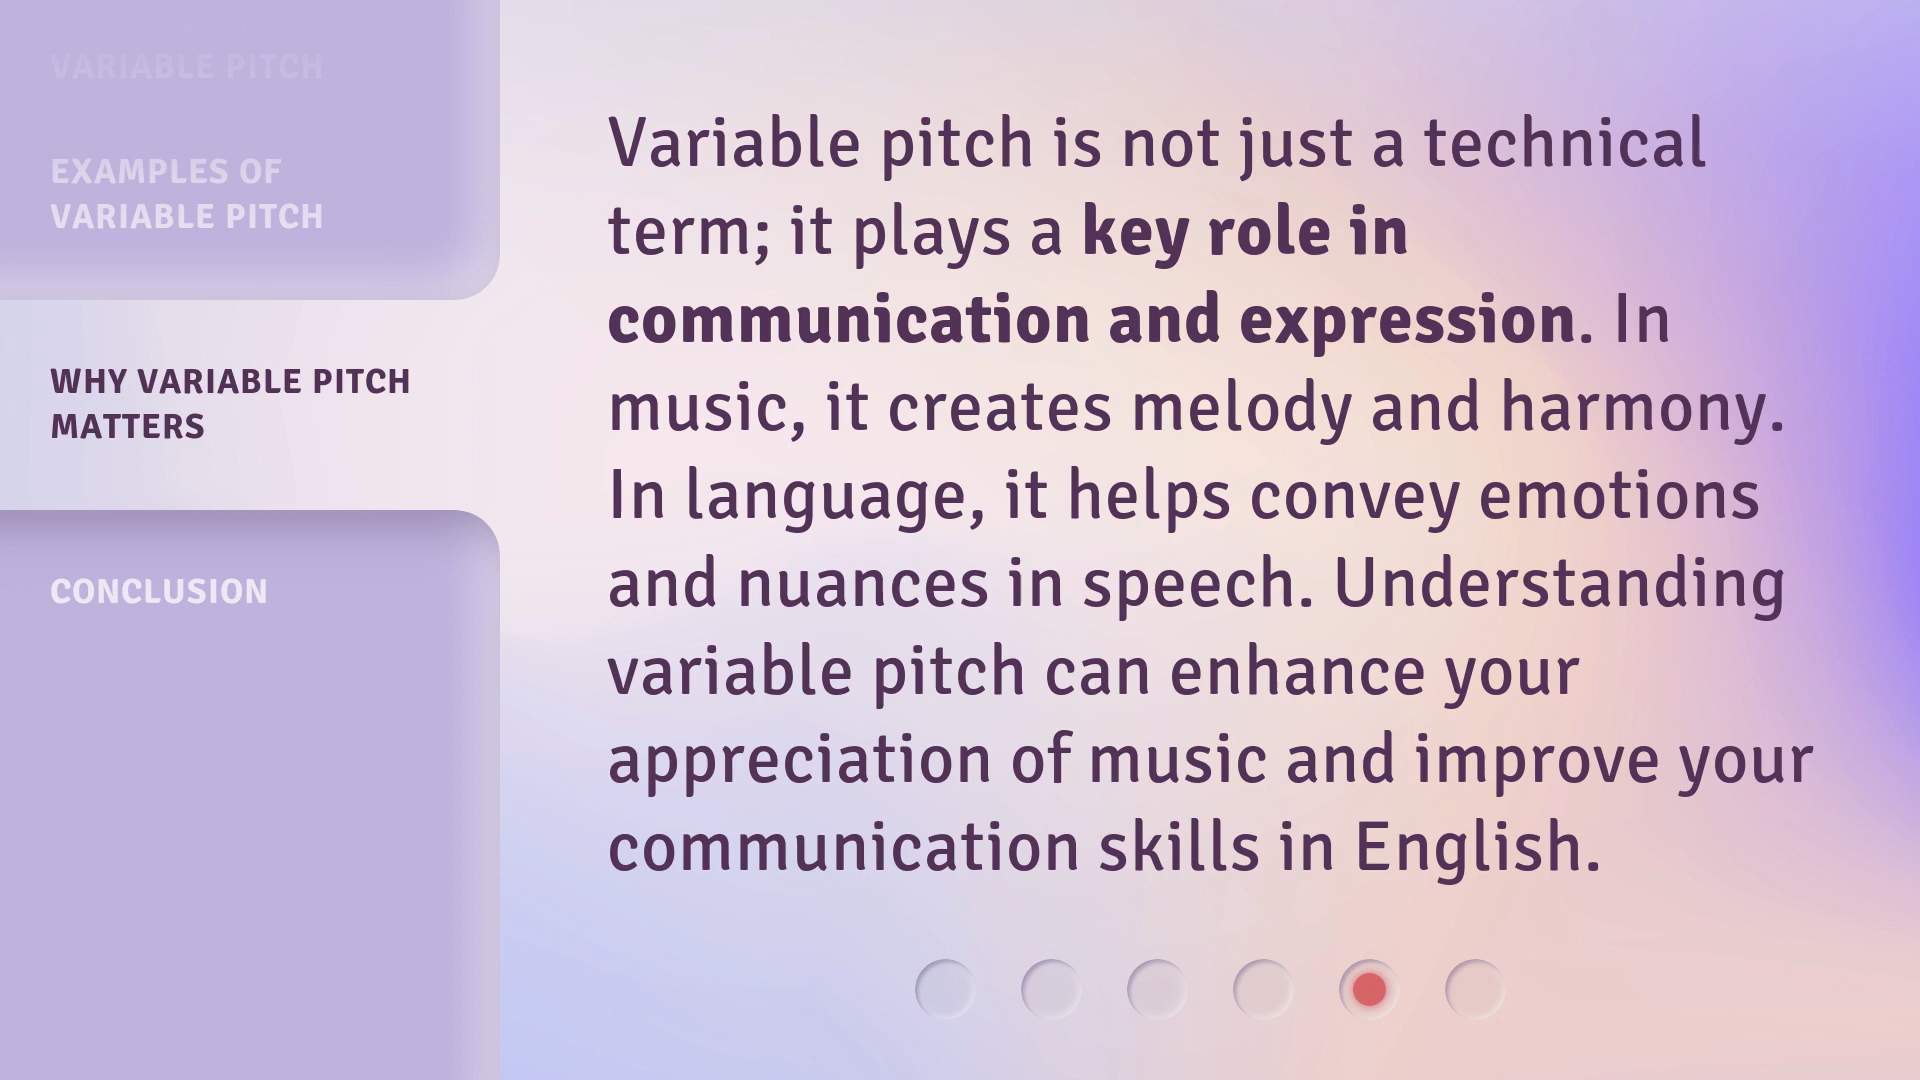 VARIABLE PITCH
EXAMPLES OF
VARIABLE PITCH
WHY VARIABLE PITCH
MATTERS
CONCLUSION
Variable pitch is not just a technical
term; it plays a key role in
communication and expression. In
music, it creates melody and harmony.
In language, it helps convey emotions
and nuances in speech. Understanding
variable pitch can enhance your
appreciation of music and improve your
communication skills in English.